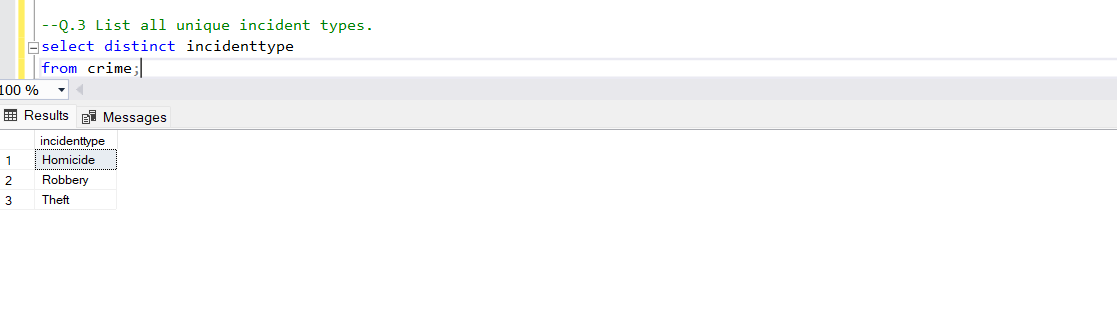 --Q.3 List all unique incident types.
select distinct incidenttype
from crime;
100 %
Results Messages
incidenttype
1 Homicide
2 Robbery
3 Theft